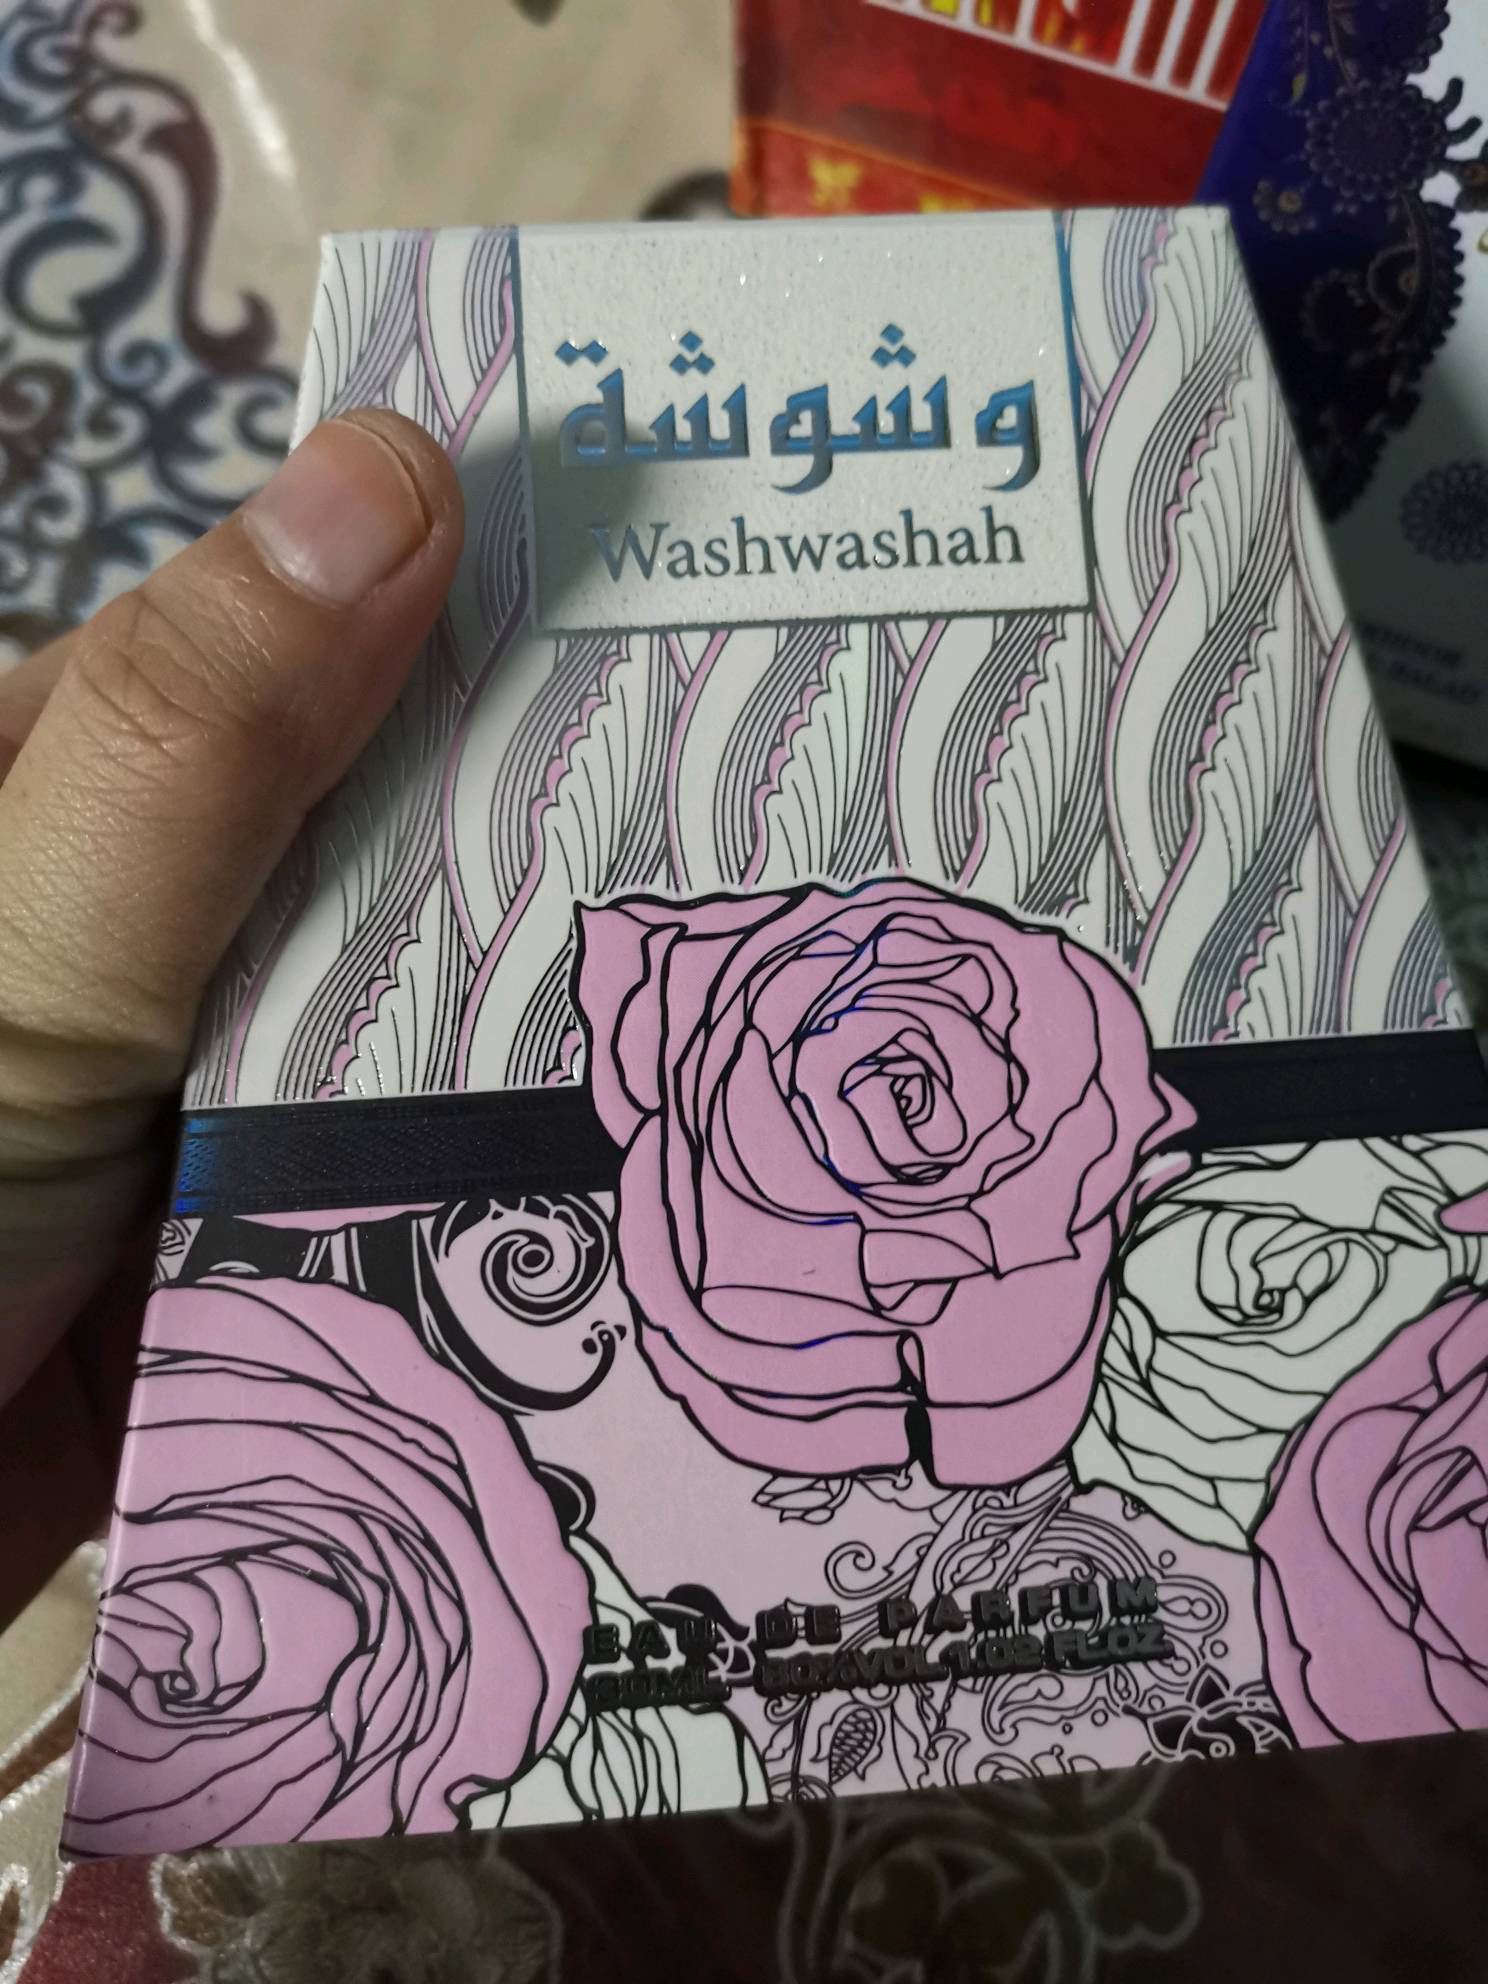 وشوشة
Washwashah
EAU DE PARFUM
30ML 80%VOL 1.02 FL.OZ.